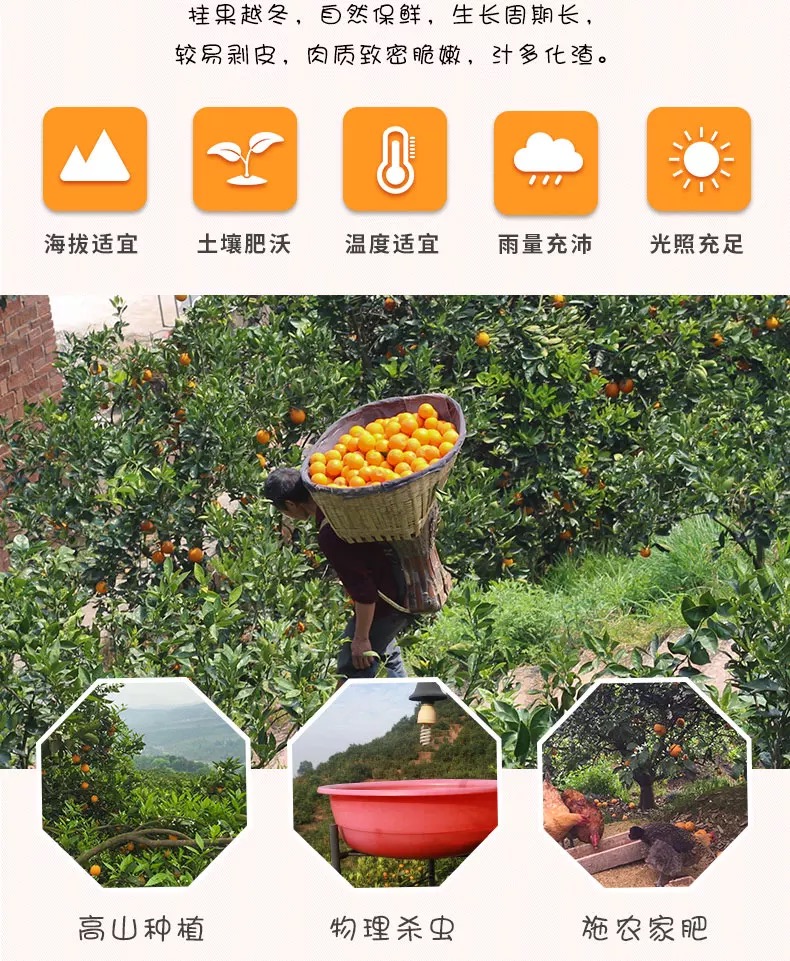 挂果越冬，自然保鲜，生长周期长，
较易剥皮，肉质致密脆嫩，汁多化渣。
海拔适宜
土壤肥沃
温度适宜
雨量充沛
光照充足
高山种植
物理杀虫
施农家肥